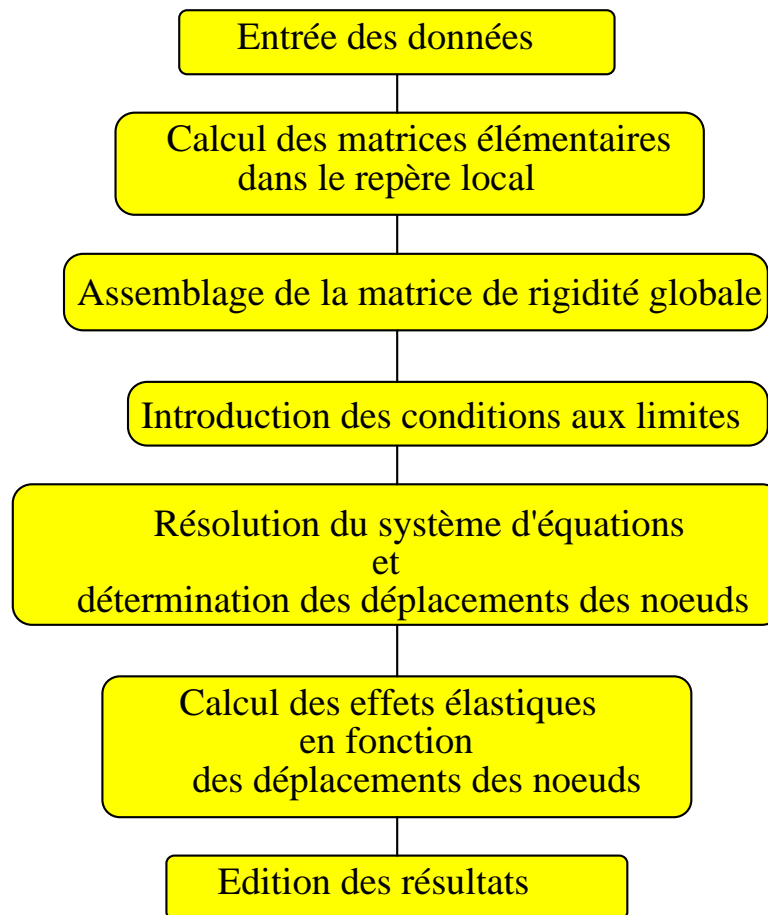 Entrée des données
Calcul des matrices élémentaires
dans le repère local
Assemblage de la matrice de rigidité globale
Introduction des conditions aux limites
Résolution du système d'équations
et
détermination des déplacements des noeuds
Calcul des effets élastiques
en fonction
des déplacements des noeuds
Edition des résultats